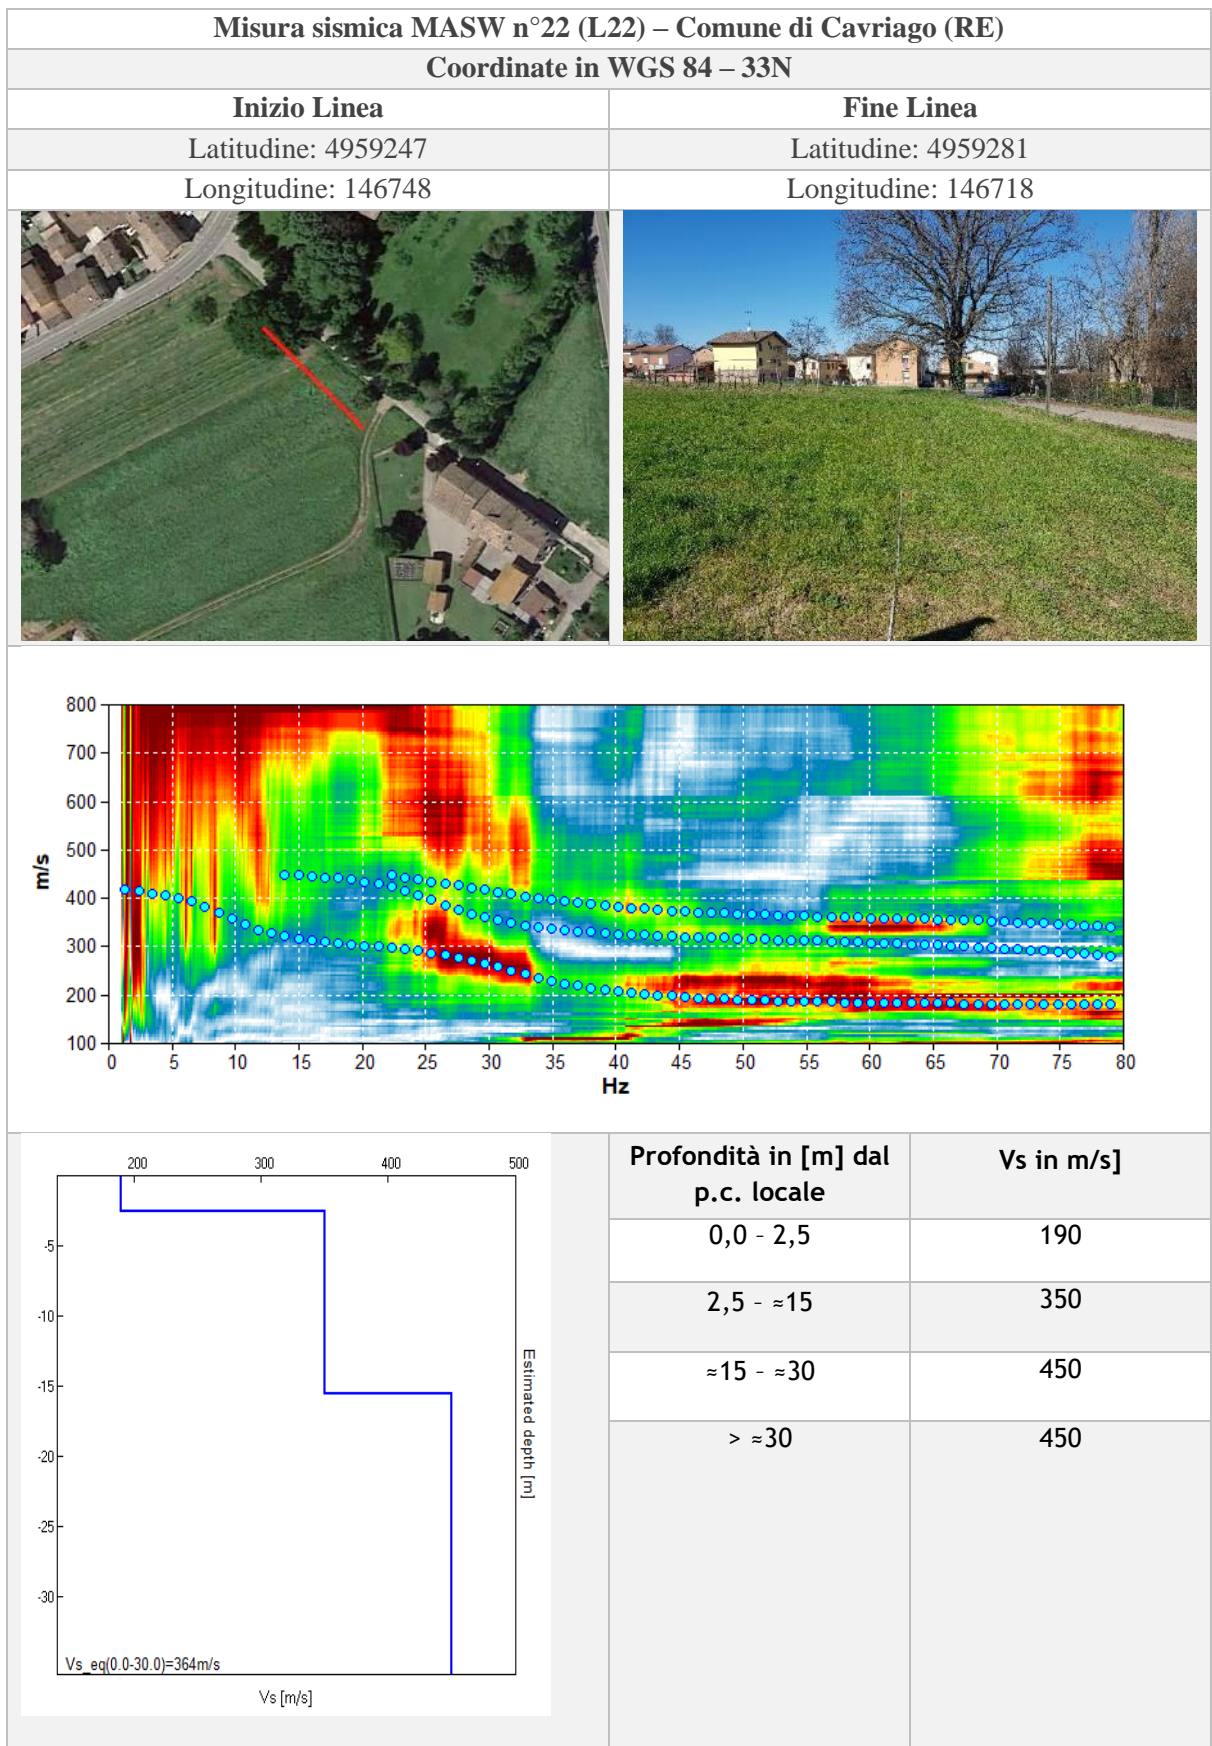 Misura sismica MASW n°22 (L22) – Comune di Cavriago (RE)
Coordinate in WGS 84 – 33N
Inizio Linea
Fine Linea
Latitudine: 4959247
Latitudine: 4959281
Longitudine: 146748
Longitudine: 146718
800
700
600
500
400
300
200
100
m/s
0 5 10 15 20 25 30 35 40 45 50 55 60 65 70 75 80
Hz
200 300 400 500
-5
-10
-15
-20
-25
-30
Estimated depth [m]
Vs_eq(0.0-30.0)=364m/s
Vs [m/s]
Profondità in [m] dal
p.c. locale
Vs in m/s]
0,0 – 2,5
190
2,5 – ≈15
350
≈15 – ≈30
450
> ≈30
450